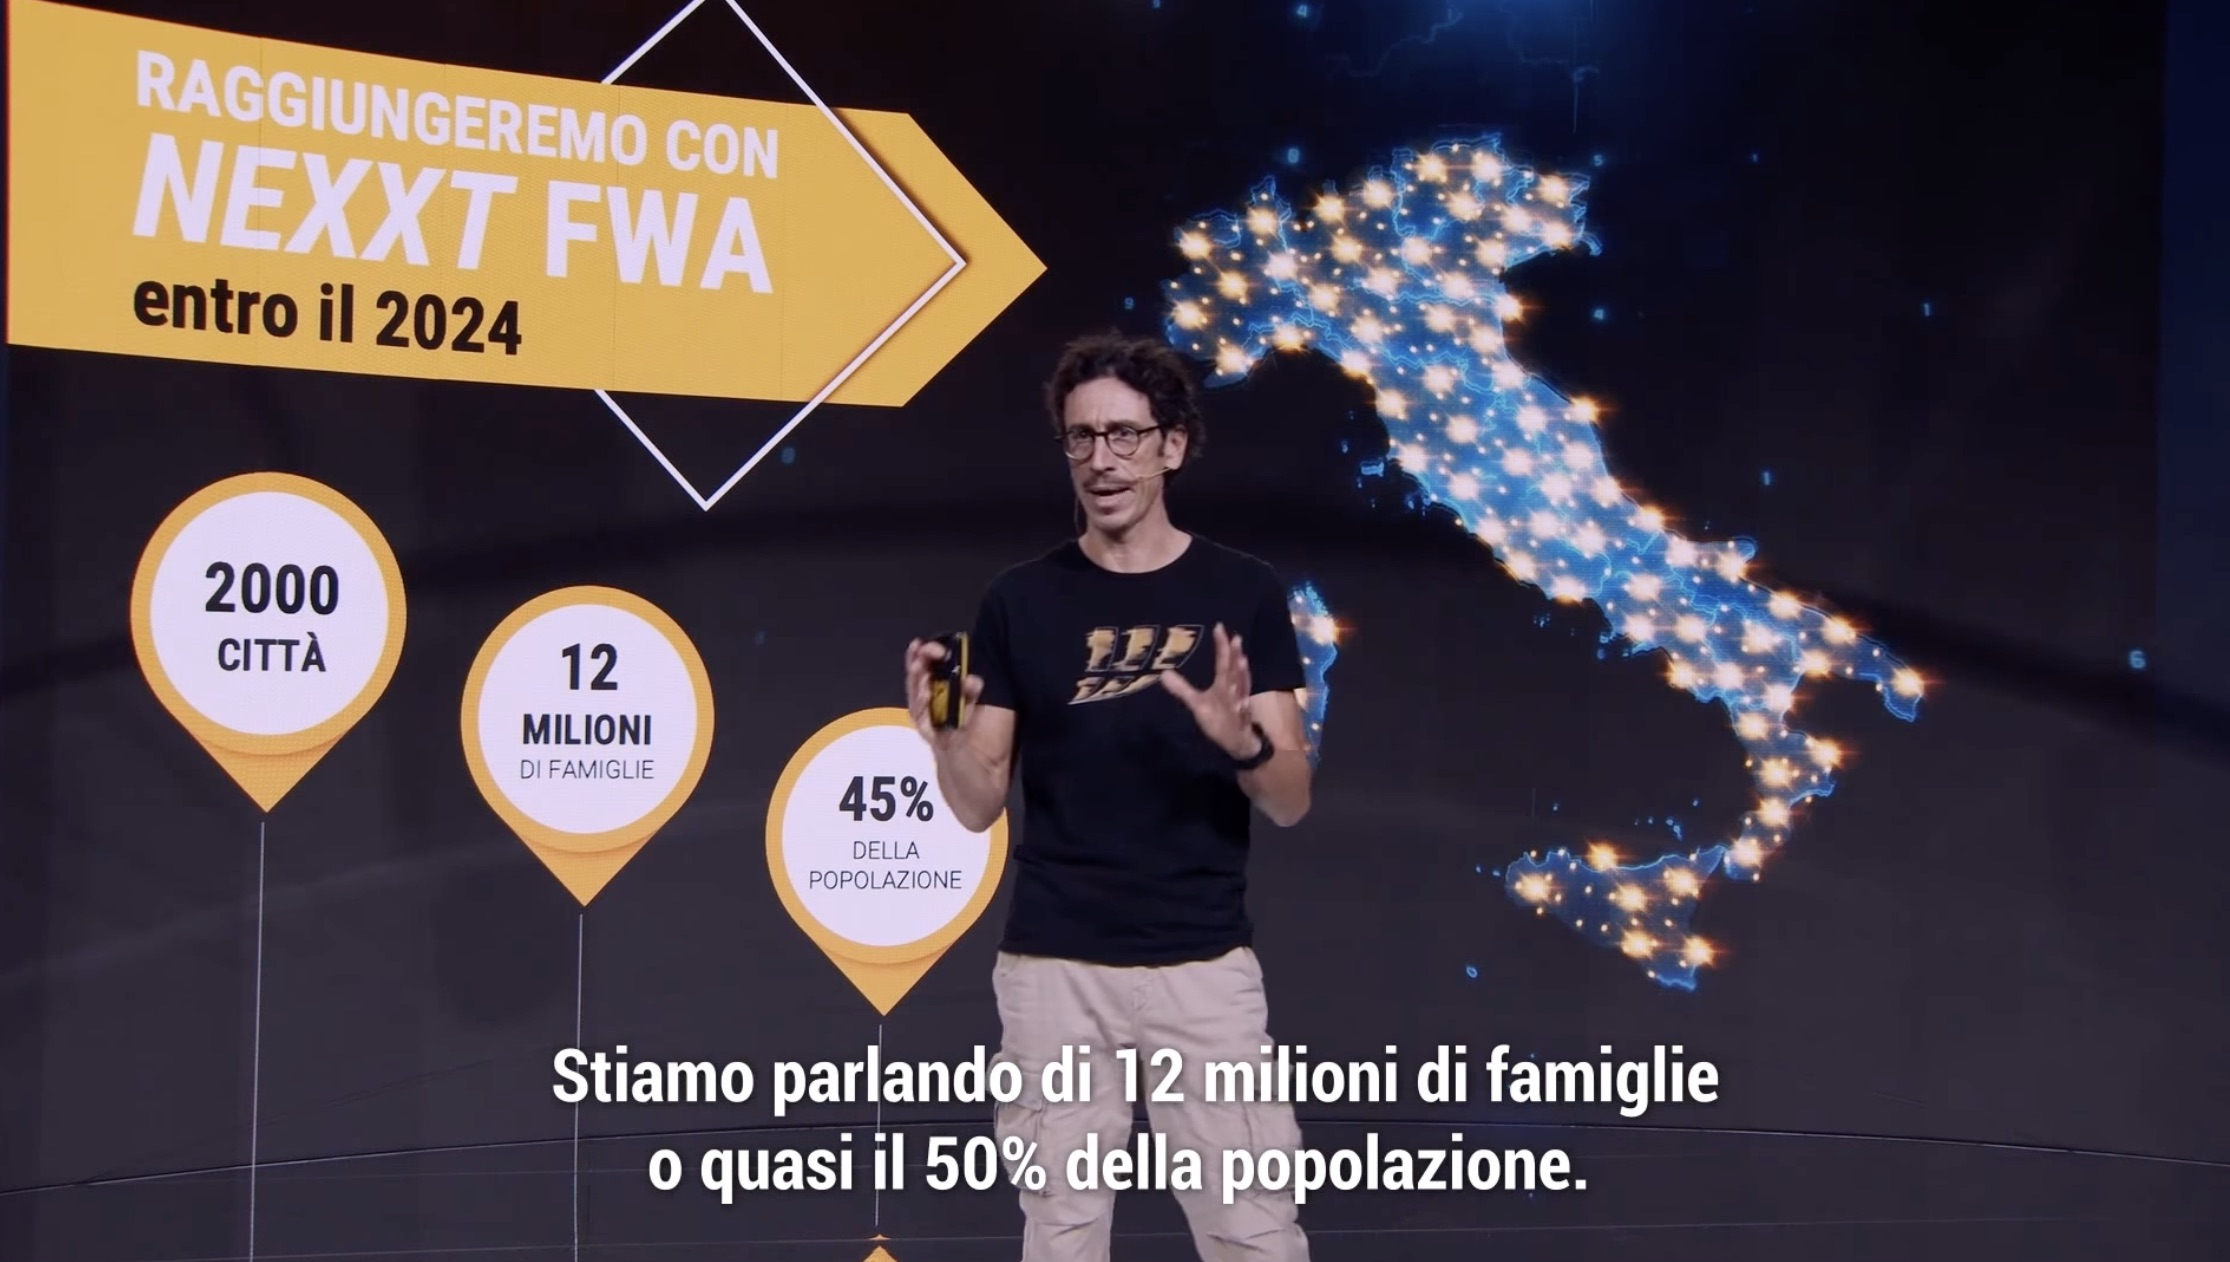 RAGGIUNGEREMO CON
NEXXT FWA
entro il 2024
2000
CITTÀ
12
MILIONI
DI FAMIGLIE
45%
DELLA
POPOLAZIONE
Stiamo parlando di 12 milioni di famiglie
o quasi il 50% della popolazione.